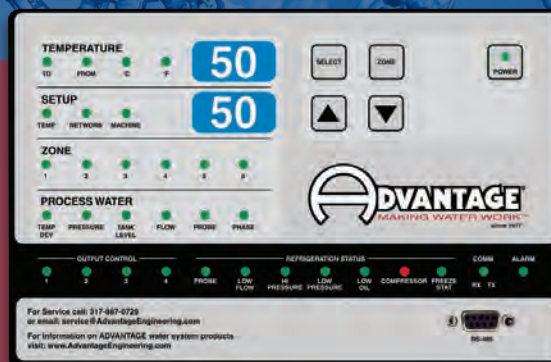 TEMPERATURE
TO FROM °C °F
50
SELECT ZONE
POWER
SETUP
TEMP NETWORK MACHINE
50
ZONE
1 2 3 4 5 6
PROCESS WATER
TEMP DEV PRESSURE TANK LEVEL FLOW PROBE PHASE
ADVANTAGE
MAKING WATER WORK™
since 1977
OUTPUT CONTROL
1 2 3 4
REFRIGERATION STATUS
PROBE LOW FLOW HI PRESSURE LOW PRESSURE LOW OIL COMPRESSOR FREEZE STAT
COMM
RX TX
ALARM
For Service call: 317-887-0729
or email: service@AdvantageEngineering.com
For Information on ADVANTAGE water system products
visit: www.AdvantageEngineering.com
RS-485